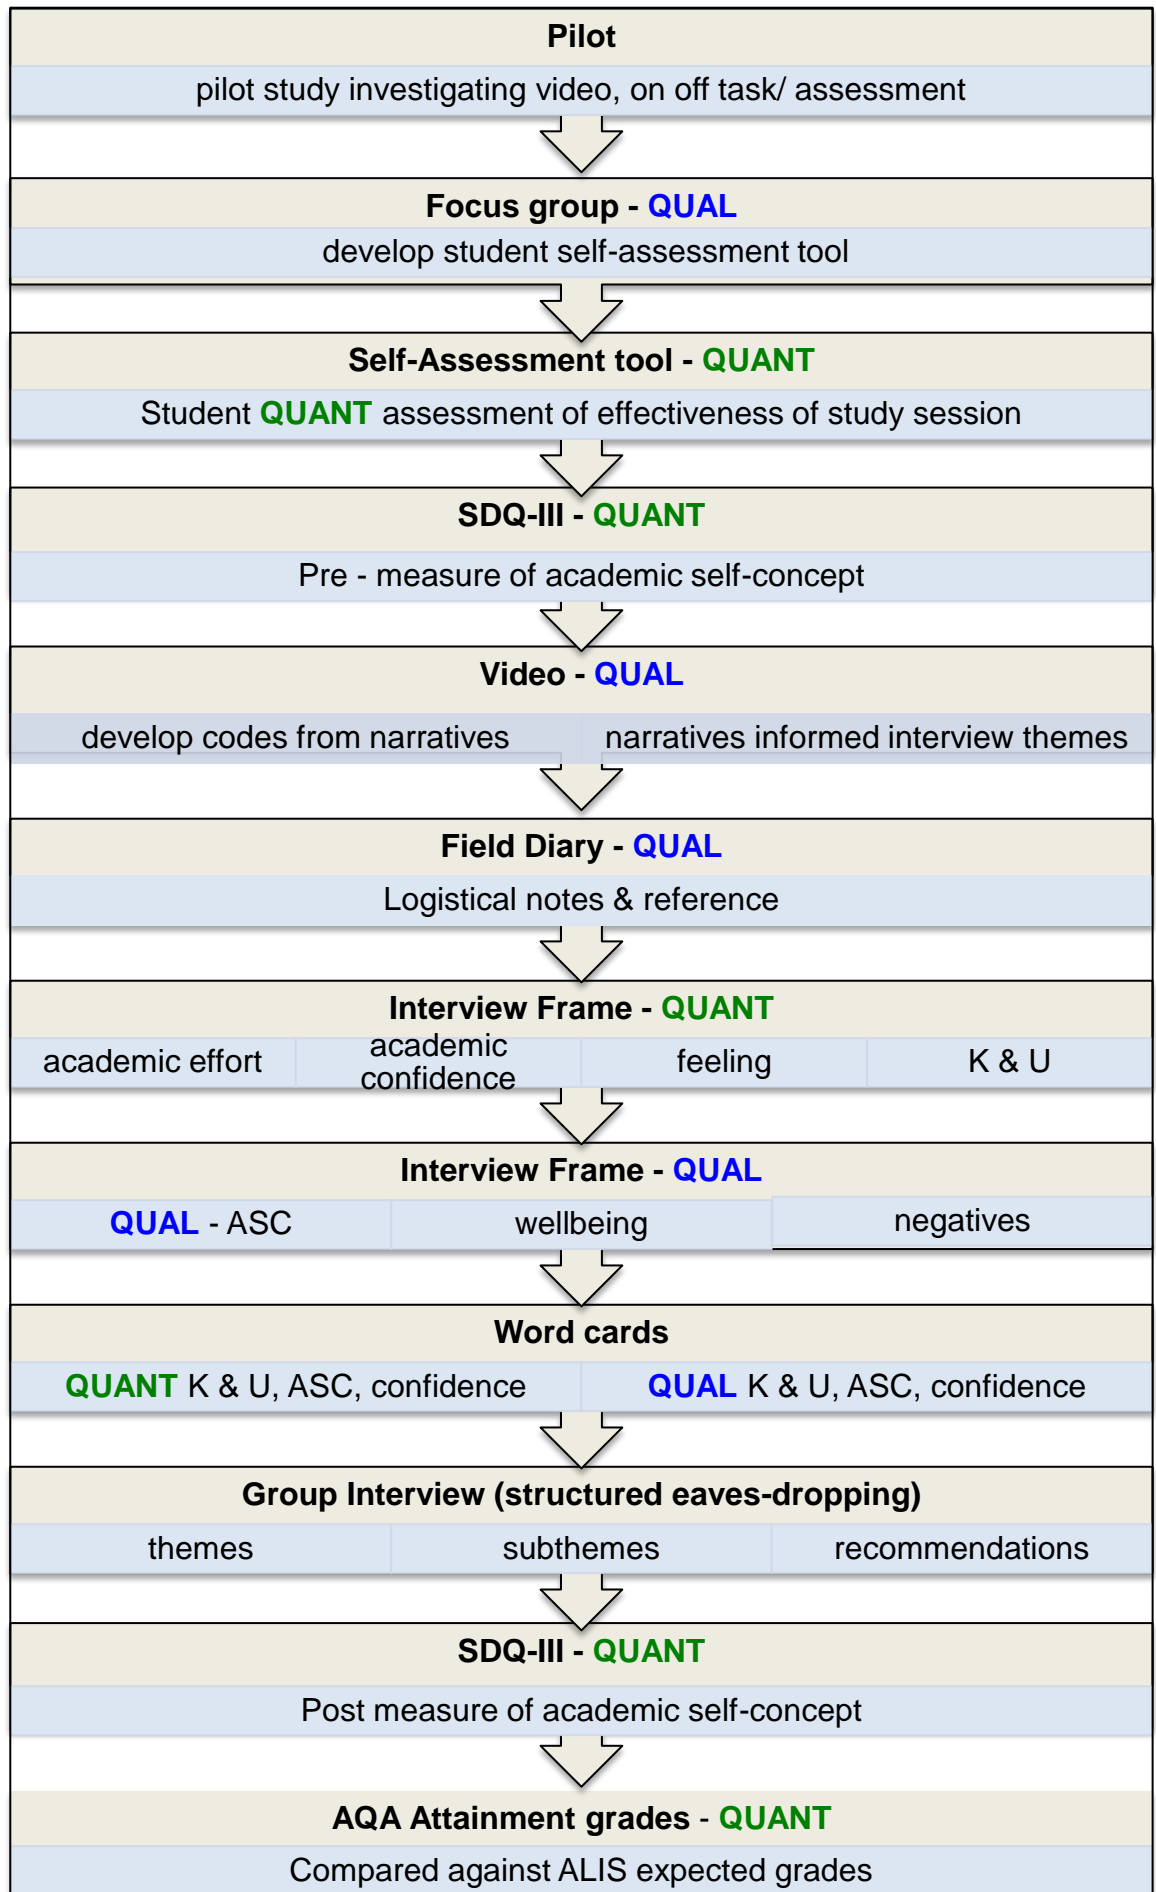 Pilot
pilot study investigating video, on off task/ assessment
Focus group - QUAL
develop student self-assessment tool
Self-Assessment tool - QUANT
Student QUANT assessment of effectiveness of study session
SDQ-III - QUANT
Pre - measure of academic self-concept
Video - QUAL
develop codes from narratives
narratives informed interview themes
Field Diary - QUAL
Logistical notes & reference
Interview Frame - QUANT
academic effort
academic
confidence
feeling
K & U
Interview Frame - QUAL
QUAL - ASC
wellbeing
negatives
Word cards
QUANT K & U, ASC, confidence
QUAL K & U, ASC, confidence
Group Interview (structured eaves-dropping)
themes
subthemes
recommendations
SDQ-III - QUANT
Post measure of academic self-concept
AQA Attainment grades - QUANT
Compared against ALIS expected grades